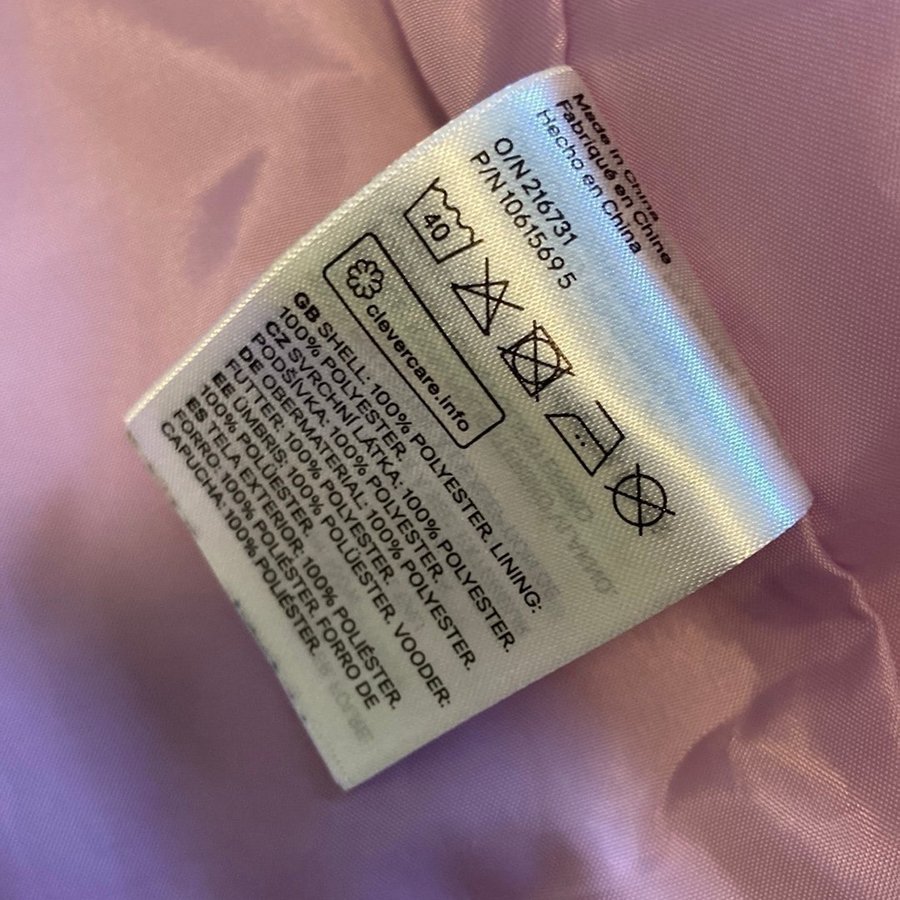 Made in China
Fabriqué en Chine
Hecho en China
O/N 216731
P/N 1061569 5
40
clevercare.info
GB SHELL: 100% POLYESTER. LINING:
100% POLYESTER.
CZ SVRCHNÍ LÁTKA: 100% POLYESTER.
PODŠÍVKA: 100% POLYESTER.
DE OBERMATERIAL: 100% POLYESTER.
FUTTER: 100% POLYESTER.
EE ÜMBRIS: 100% POLÜESTER. VOODER:
100% POLÜESTER.
ES TELA EXTERIOR: 100% POLIÉSTER.
FORRO: 100% POLIÉSTER. FORRO DE
CAPUCHA: 100% POLIÉSTER.